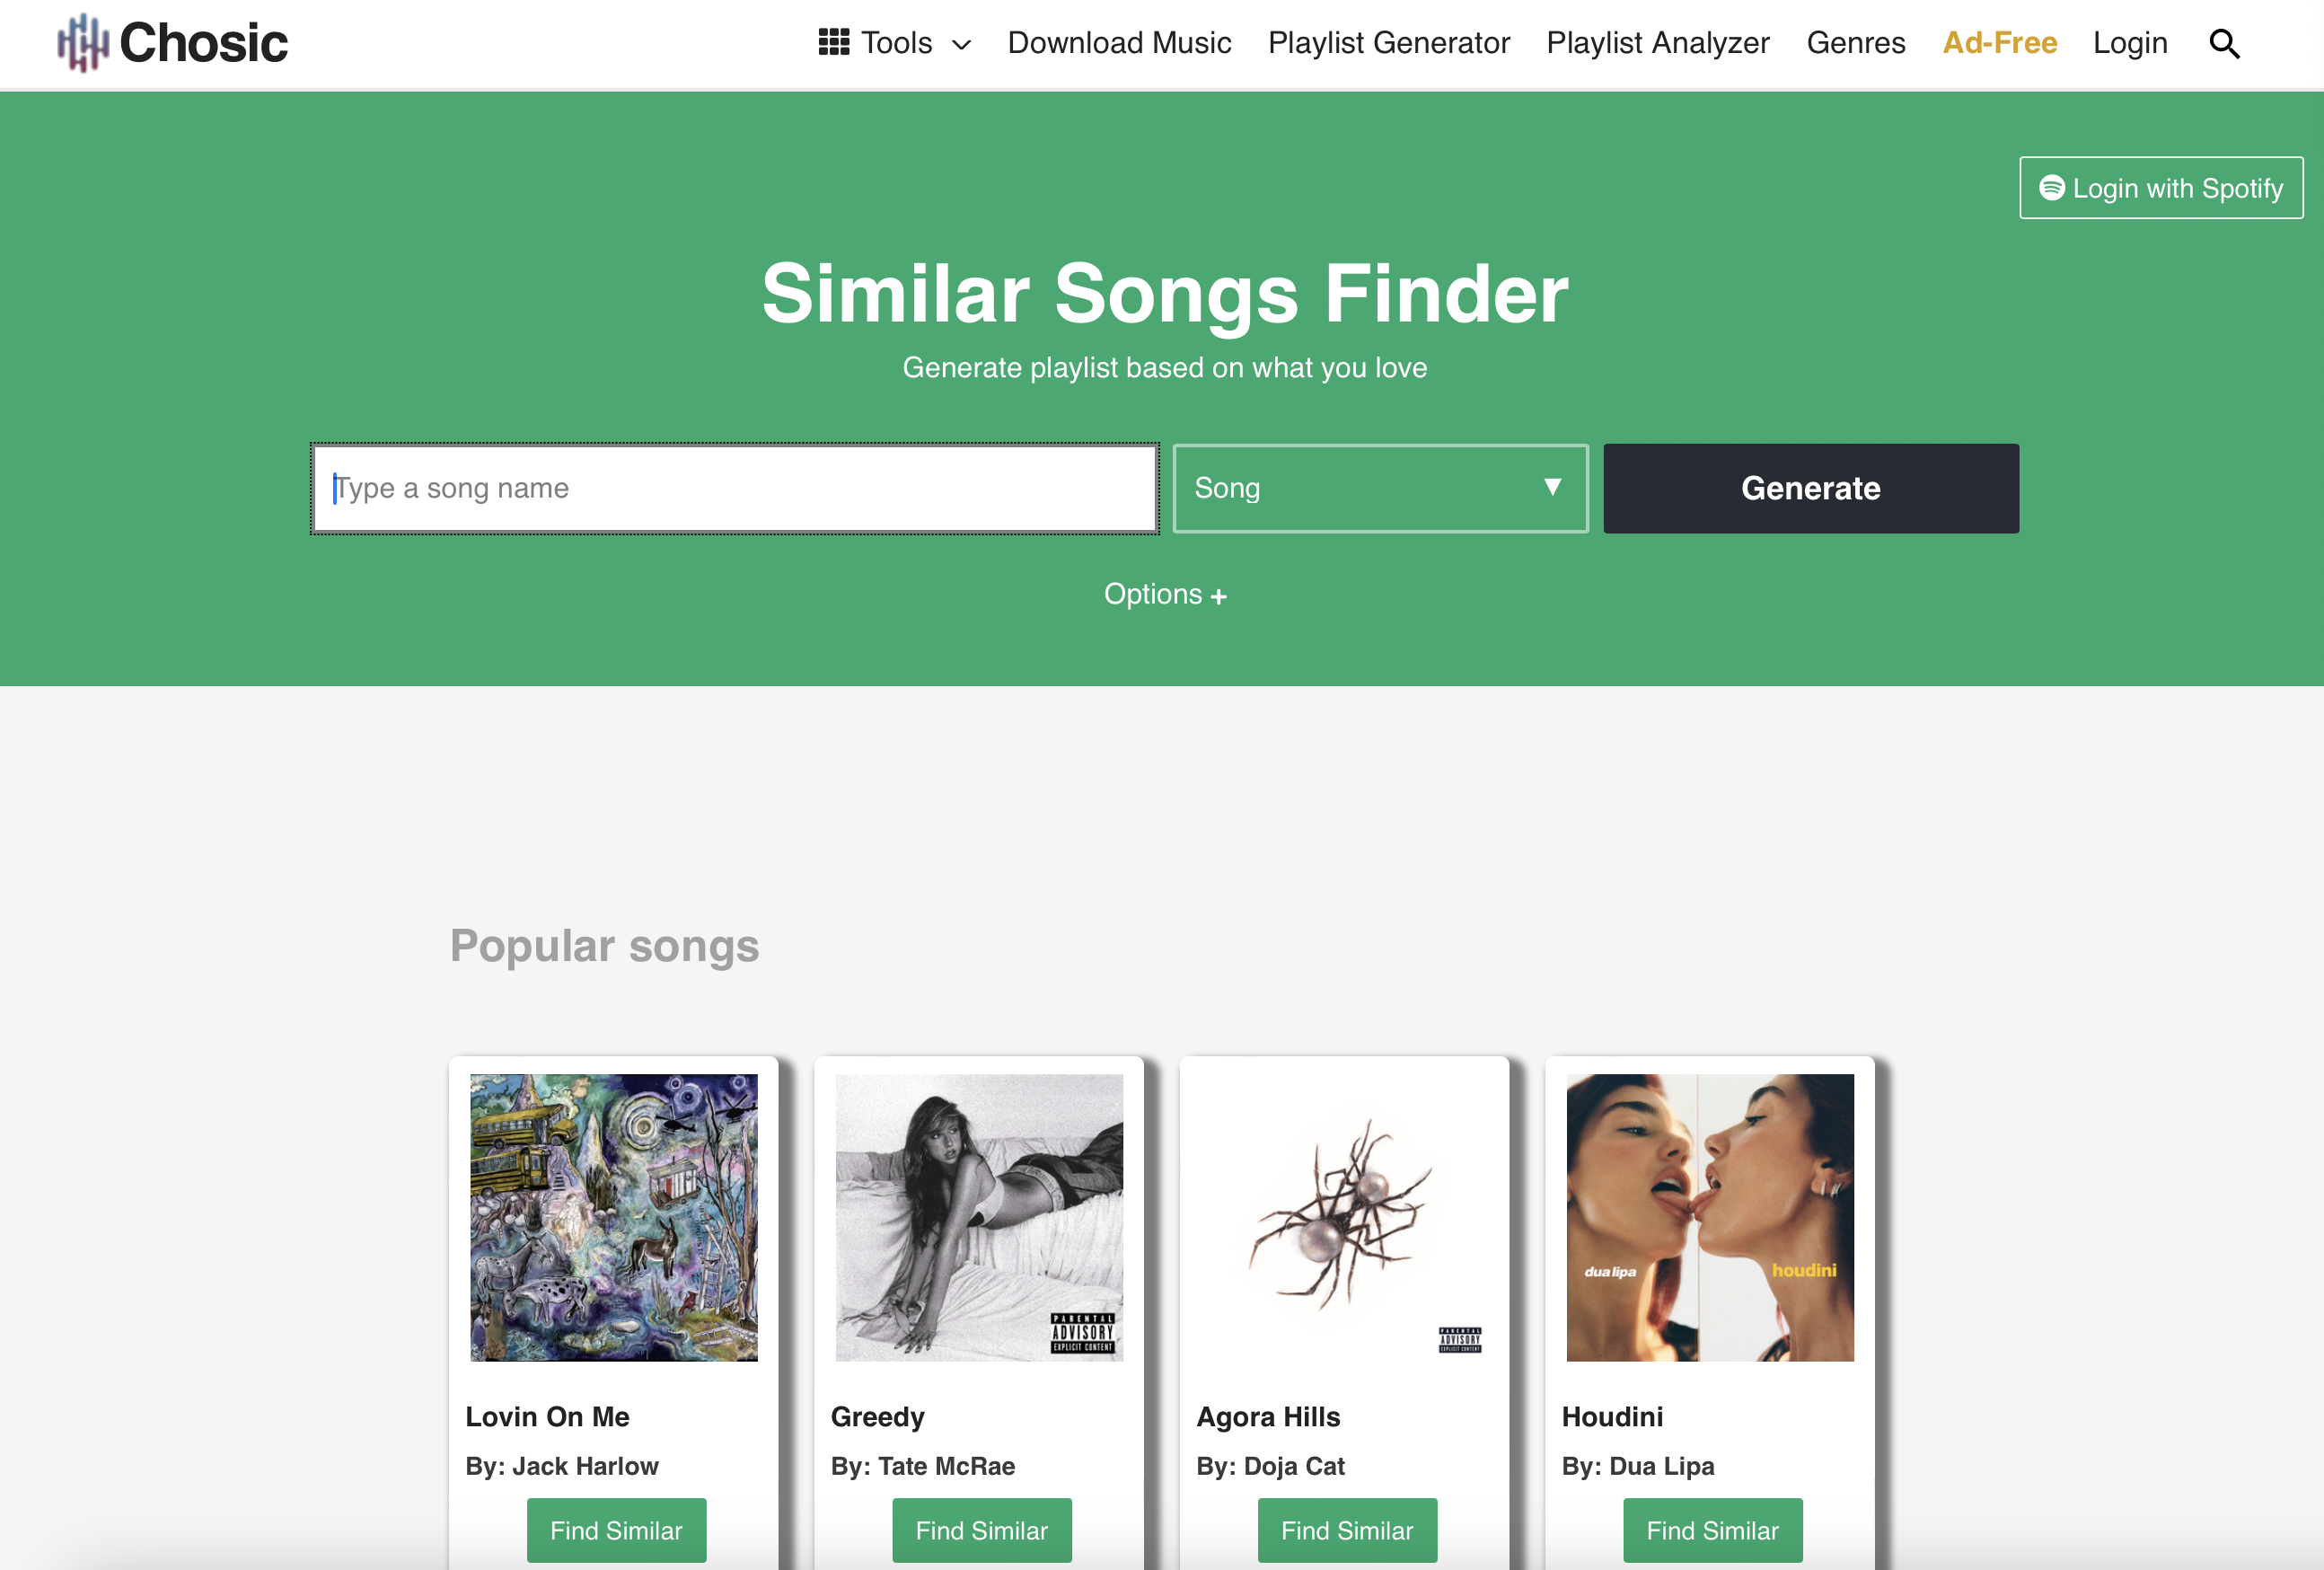 Chosic
Tools
Download Music
Playlist Generator
Playlist Analyzer
Genres
Ad-Free
Login
Login with Spotify
Similar Songs Finder
Generate playlist based on what you love
Type a song name
Song
Generate
Options +
Popular songs
PARENTAL
ADVISORY
EXPLICIT CONTENT
PARENTAL
ADVISORY
EXPLICIT CONTENT
dua lipa
houdini
Lovin On Me
By: Jack Harlow
Find Similar
Greedy
By: Tate McRae
Find Similar
Agora Hills
By: Doja Cat
Find Similar
Houdini
By: Dua Lipa
Find Similar